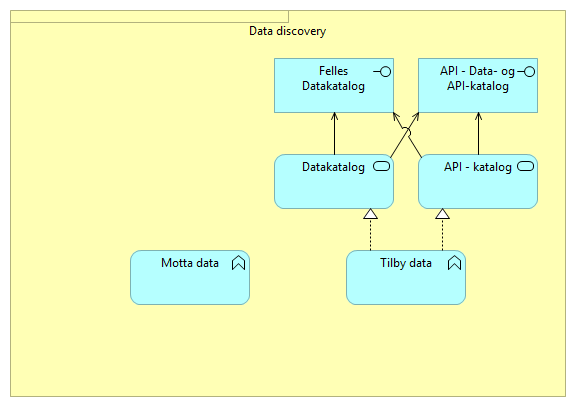 Data discovery
Felles
Datakatalog
API - Data- og
API-katalog
Datakatalog
API - katalog
Motta data
Tilby data